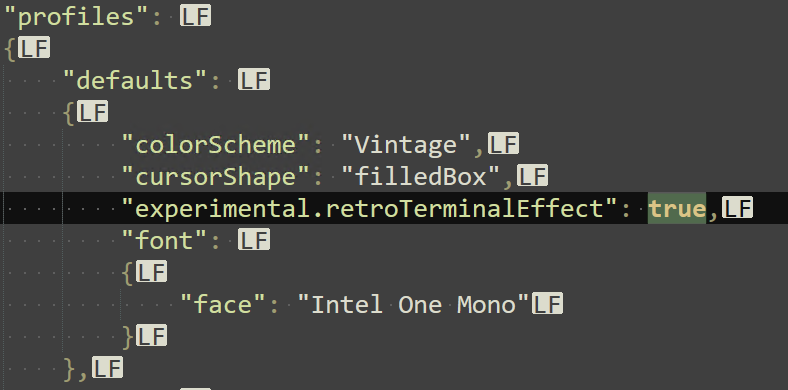 "profiles": LF
{LF
"defaults": LF
{LF
"colorScheme": "Vintage",LF
"cursorShape": "filledBox",LF
"experimental.retroTerminalEffect": true,LF
"font": LF
{LF
"face": "Intel One Mono"LF
}LF
},LF